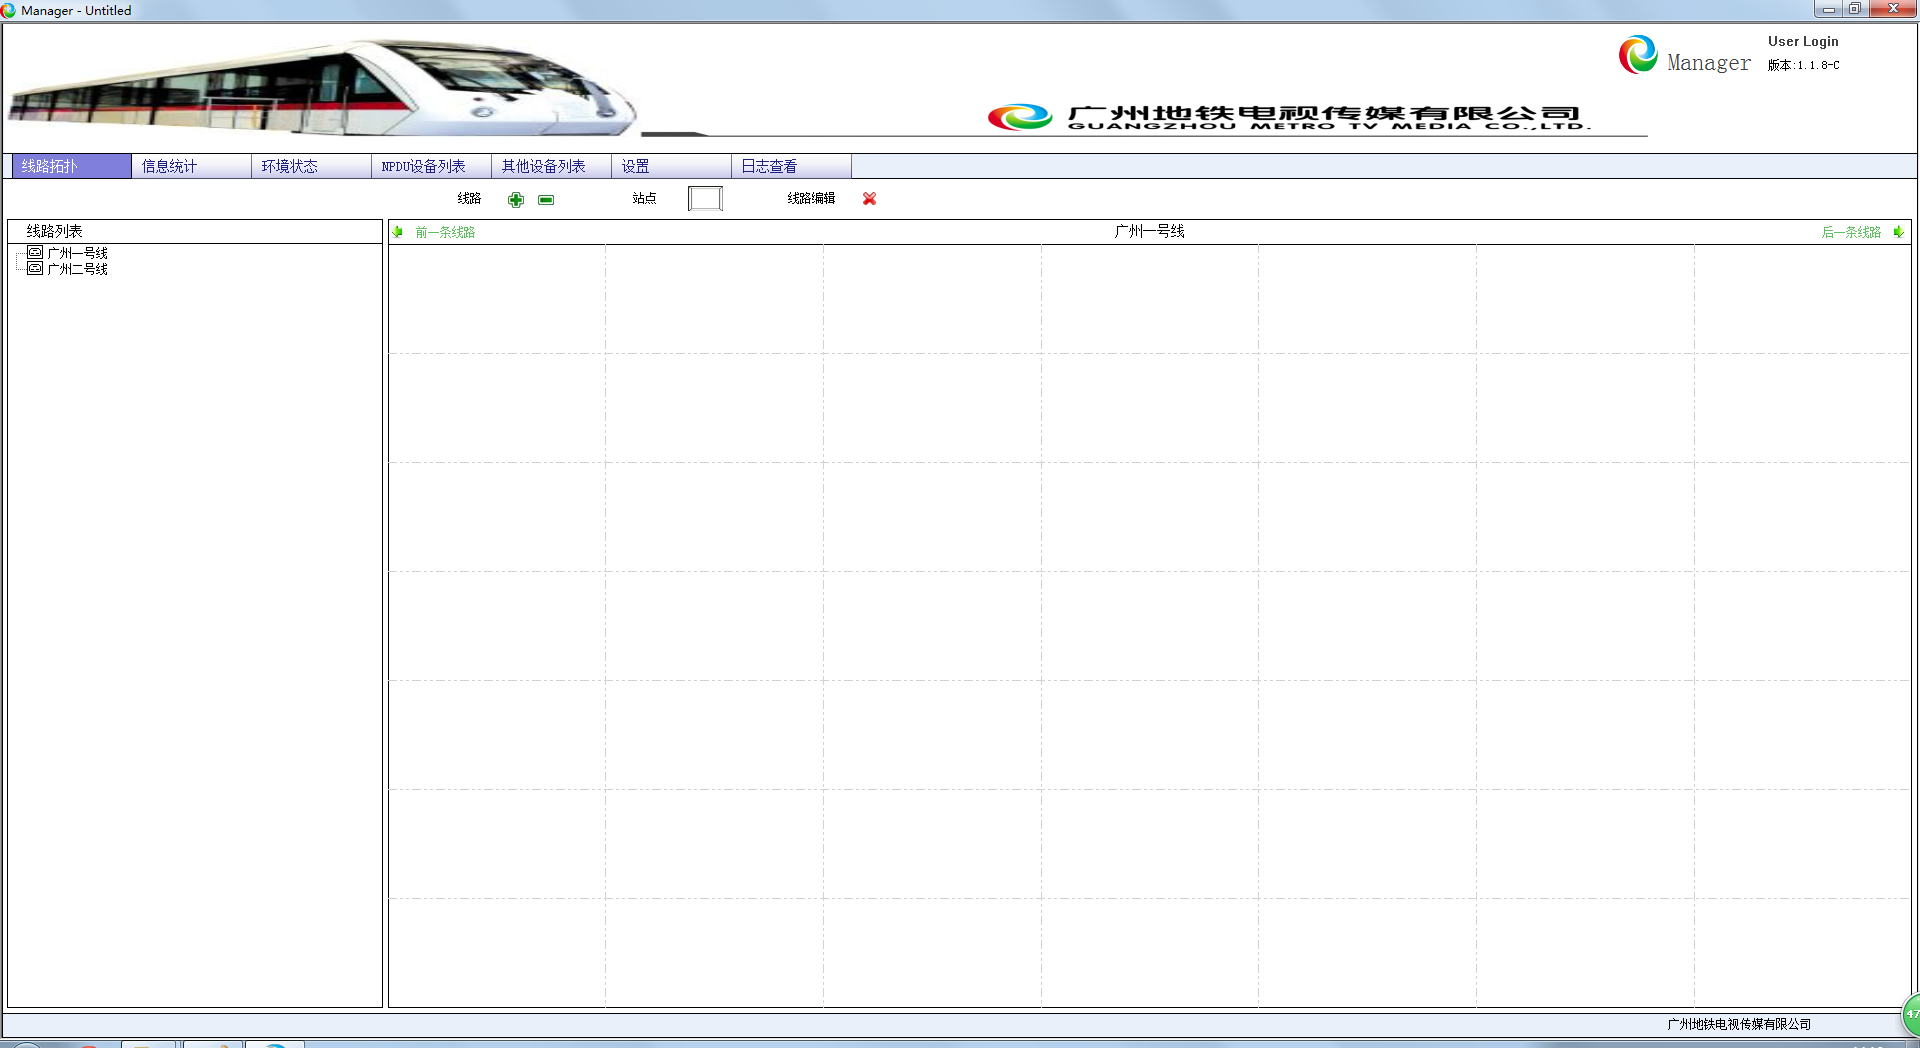 Manager - Untitled
User Login
Manager
版本:1.1.8-C
广州地铁电视传媒有限公司
GUANGZHOU METRO TV MEDIA CO.,LTD.
线路拓扑 信息统计 环境状态 NPDU设备列表 其他设备列表 设置 日志查看
线路 站点 线路编辑
线路列表
前一条线路 广州一号线 后一条线路
广州一号线
广州二号线
广州地铁电视传媒有限公司
47